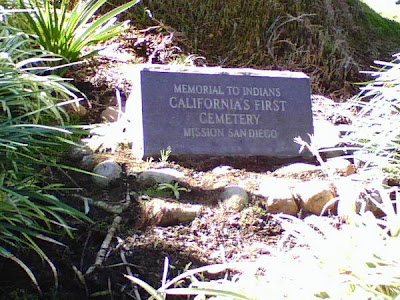 MEMORIAL TO INDIANS
CALIFORNIA'S FIRST
CEMETERY
MISSION SAN DIEGO